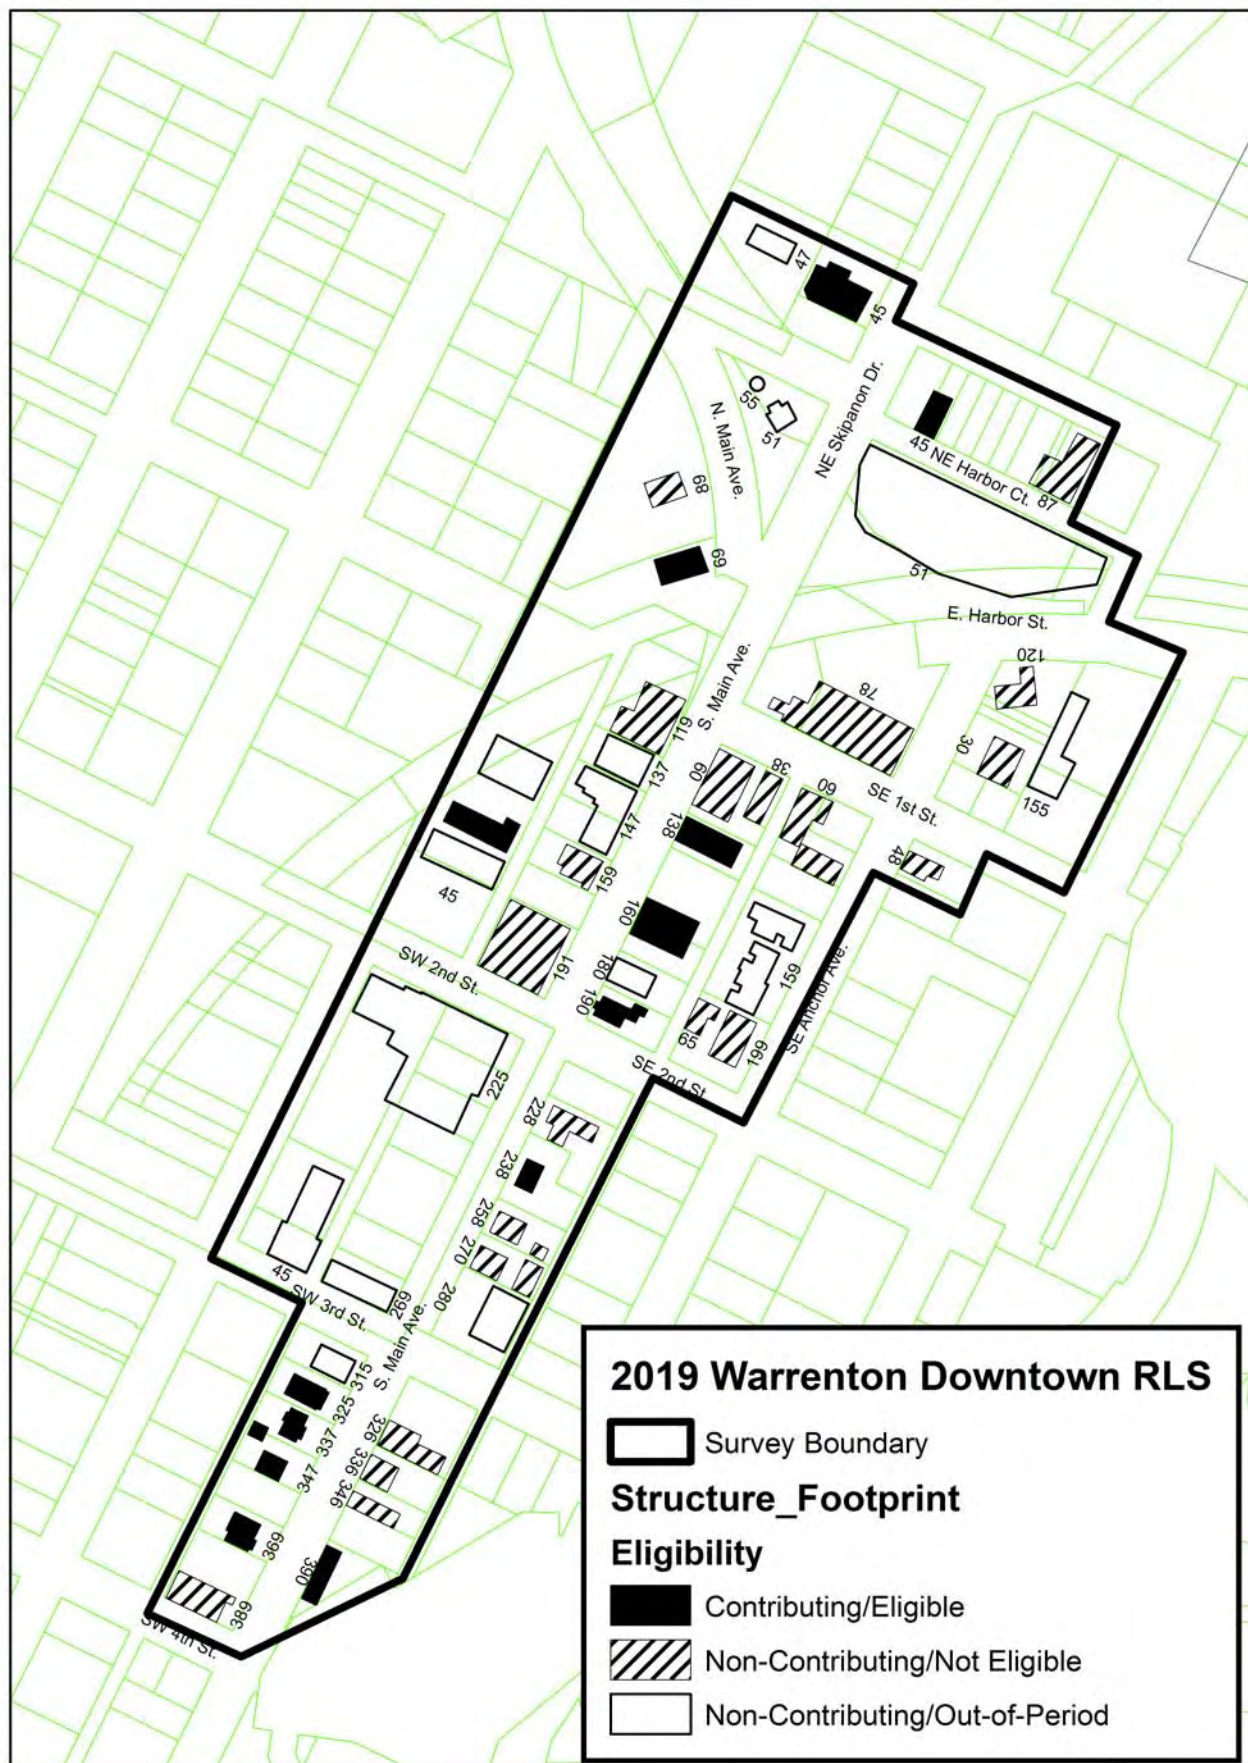 47
45
NE Skipanon Dr.
55
51
N. Main Ave.
45
NE Harbor Ct.
87
68
69
51
E. Harbor St.
120
78
S. Main Ave.
119
137
60
38
30
155
SE 1st St.
147
138
60
48
159
45
160
191
180
190
159
SE Anchor Ave.
SW 2nd St.
65
199
SE 2nd St.
225
228
238
258
270
280
45
SW 3rd St.
269
S. Main Ave.
315
325
337
347
326
336
346
369
390
389
SW 4th St.
2019 Warrenton Downtown RLS
Survey Boundary
Structure_Footprint
Eligibility
Contributing/Eligible
Non-Contributing/Not Eligible
Non-Contributing/Out-of-Period